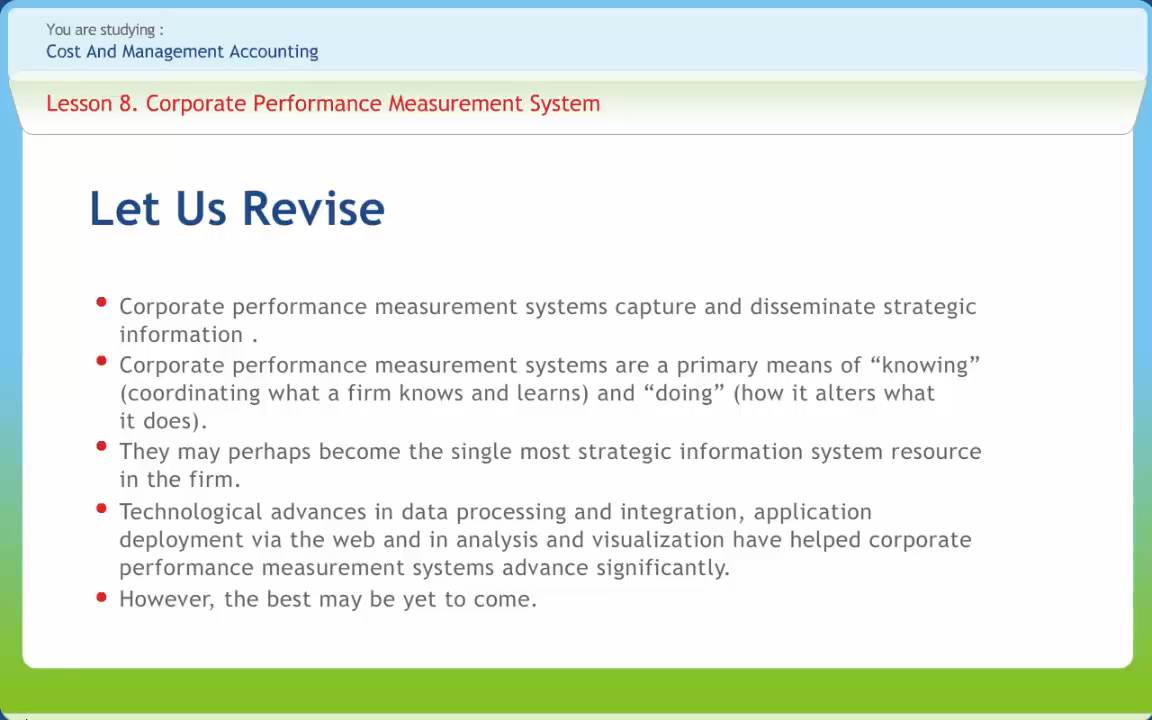 You are studying :
Cost And Management Accounting
Lesson 8. Corporate Performance Measurement System
Let Us Revise
• Corporate performance measurement systems capture and disseminate strategic
information .
• Corporate performance measurement systems are a primary means of “knowing”
(coordinating what a firm knows and learns) and “doing” (how it alters what
it does).
• They may perhaps become the single most strategic information system resource
in the firm.
• Technological advances in data processing and integration, application
deployment via the web and in analysis and visualization have helped corporate
performance measurement systems advance significantly.
• However, the best may be yet to come.